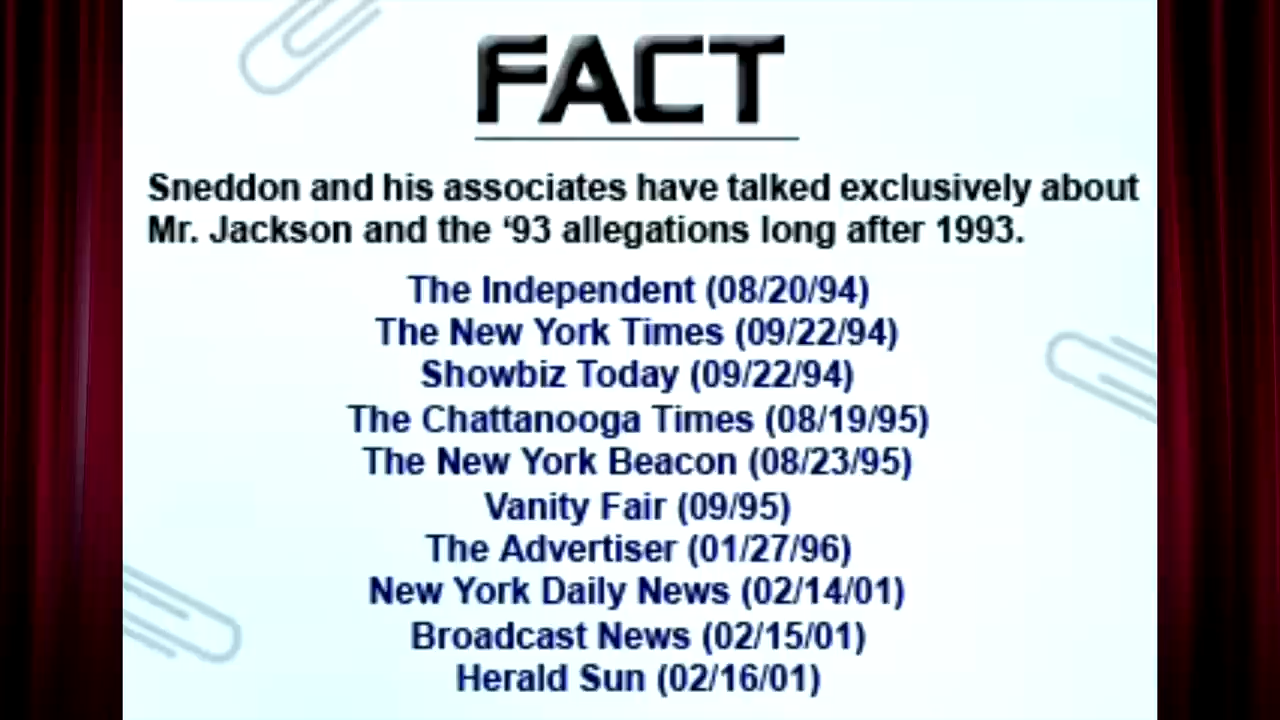 FACT
Sneddon and his associates have talked exclusively about
Mr. Jackson and the ‘93 allegations long after 1993.
The Independent (08/20/94)
The New York Times (09/22/94)
Showbiz Today (09/22/94)
The Chattanooga Times (08/19/95)
The New York Beacon (08/23/95)
Vanity Fair (09/95)
The Advertiser (01/27/96)
New York Daily News (02/14/01)
Broadcast News (02/15/01)
Herald Sun (02/16/01)